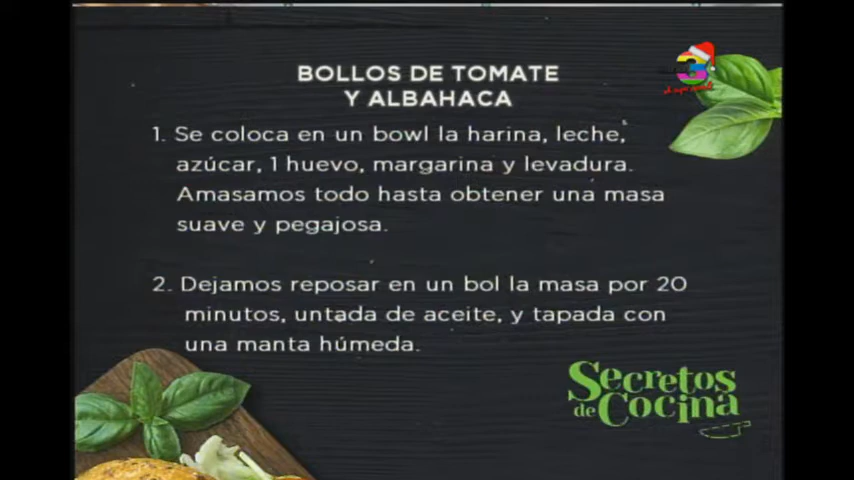 BOLLOS DE TOMATE
Y ALBAHACA
1. Se coloca en un bowl la harina, leche,
azúcar, 1 huevo, margarina y levadura.
Amasamos todo hasta obtener una masa
suave y pegajosa.
2. Dejamos reposar en un bol la masa por 20
minutos, untada de aceite, y tapada con
una manta húmeda.
Secretos
de Cocina